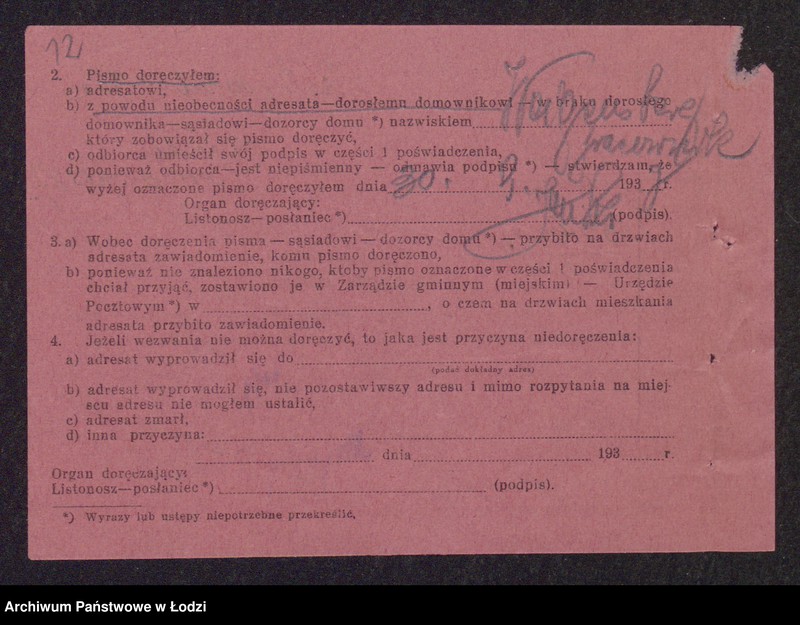 12
2. Pismo doręczyłem:
a) adresatowi,
b) z powodu nieobecności adresata—dorosłemu domownikowi — w braku dorosłego
domownika—sąsiadowi—dozorcy domu *) nazwiskiem
który zobowiązał się pismo doręczyć,
c) odbiorca umieścił swój podpis w części 1 poświadczenia,
d) ponieważ odbiorca—jest niepiśmienny — odmawia podpisu *) — stwierdzam, że
wyżej oznaczone pismo doręczyłem dnia 30. 193 r.
Organ doręczający:
Listonosz—posłaniec *) (podpis).
3. a) Wobec doręczenia pisma — sąsiadowi — dozorcy domu *) — przybito na drzwiach
adresata zawiadomienie, komu pismo doręczono,
b) ponieważ nie znaleziono nikogo, ktoby pismo oznaczone w części 1 poświadczenia
chciał przyjąć, zostawiono je w Zarządzie gminnym (miejskim) — Urzędzie
Pocztowym *) w , o czem na drzwiach mieszkania
adresata przybito zawiadomienie.
4. Jeżeli wezwania nie można doręczyć, to jaka jest przyczyna niedoręczenia:
a) adresat wyprowadził się do
(podać dokładny adres)
b) adresat wyprowadził się, nie pozostawiwszy adresu i mimo rozpytania na miej-
scu adresu nie mogłem ustalić,
c) adresat zmarł,
d) inna przyczyna:
dnia 193 r.
Organ doręczający:
Listonosz—posłaniec *) (podpis).
*) Wyrazy lub ustępy niepotrzebne przekreślić.
Archiwum Państwowe w Łodzi